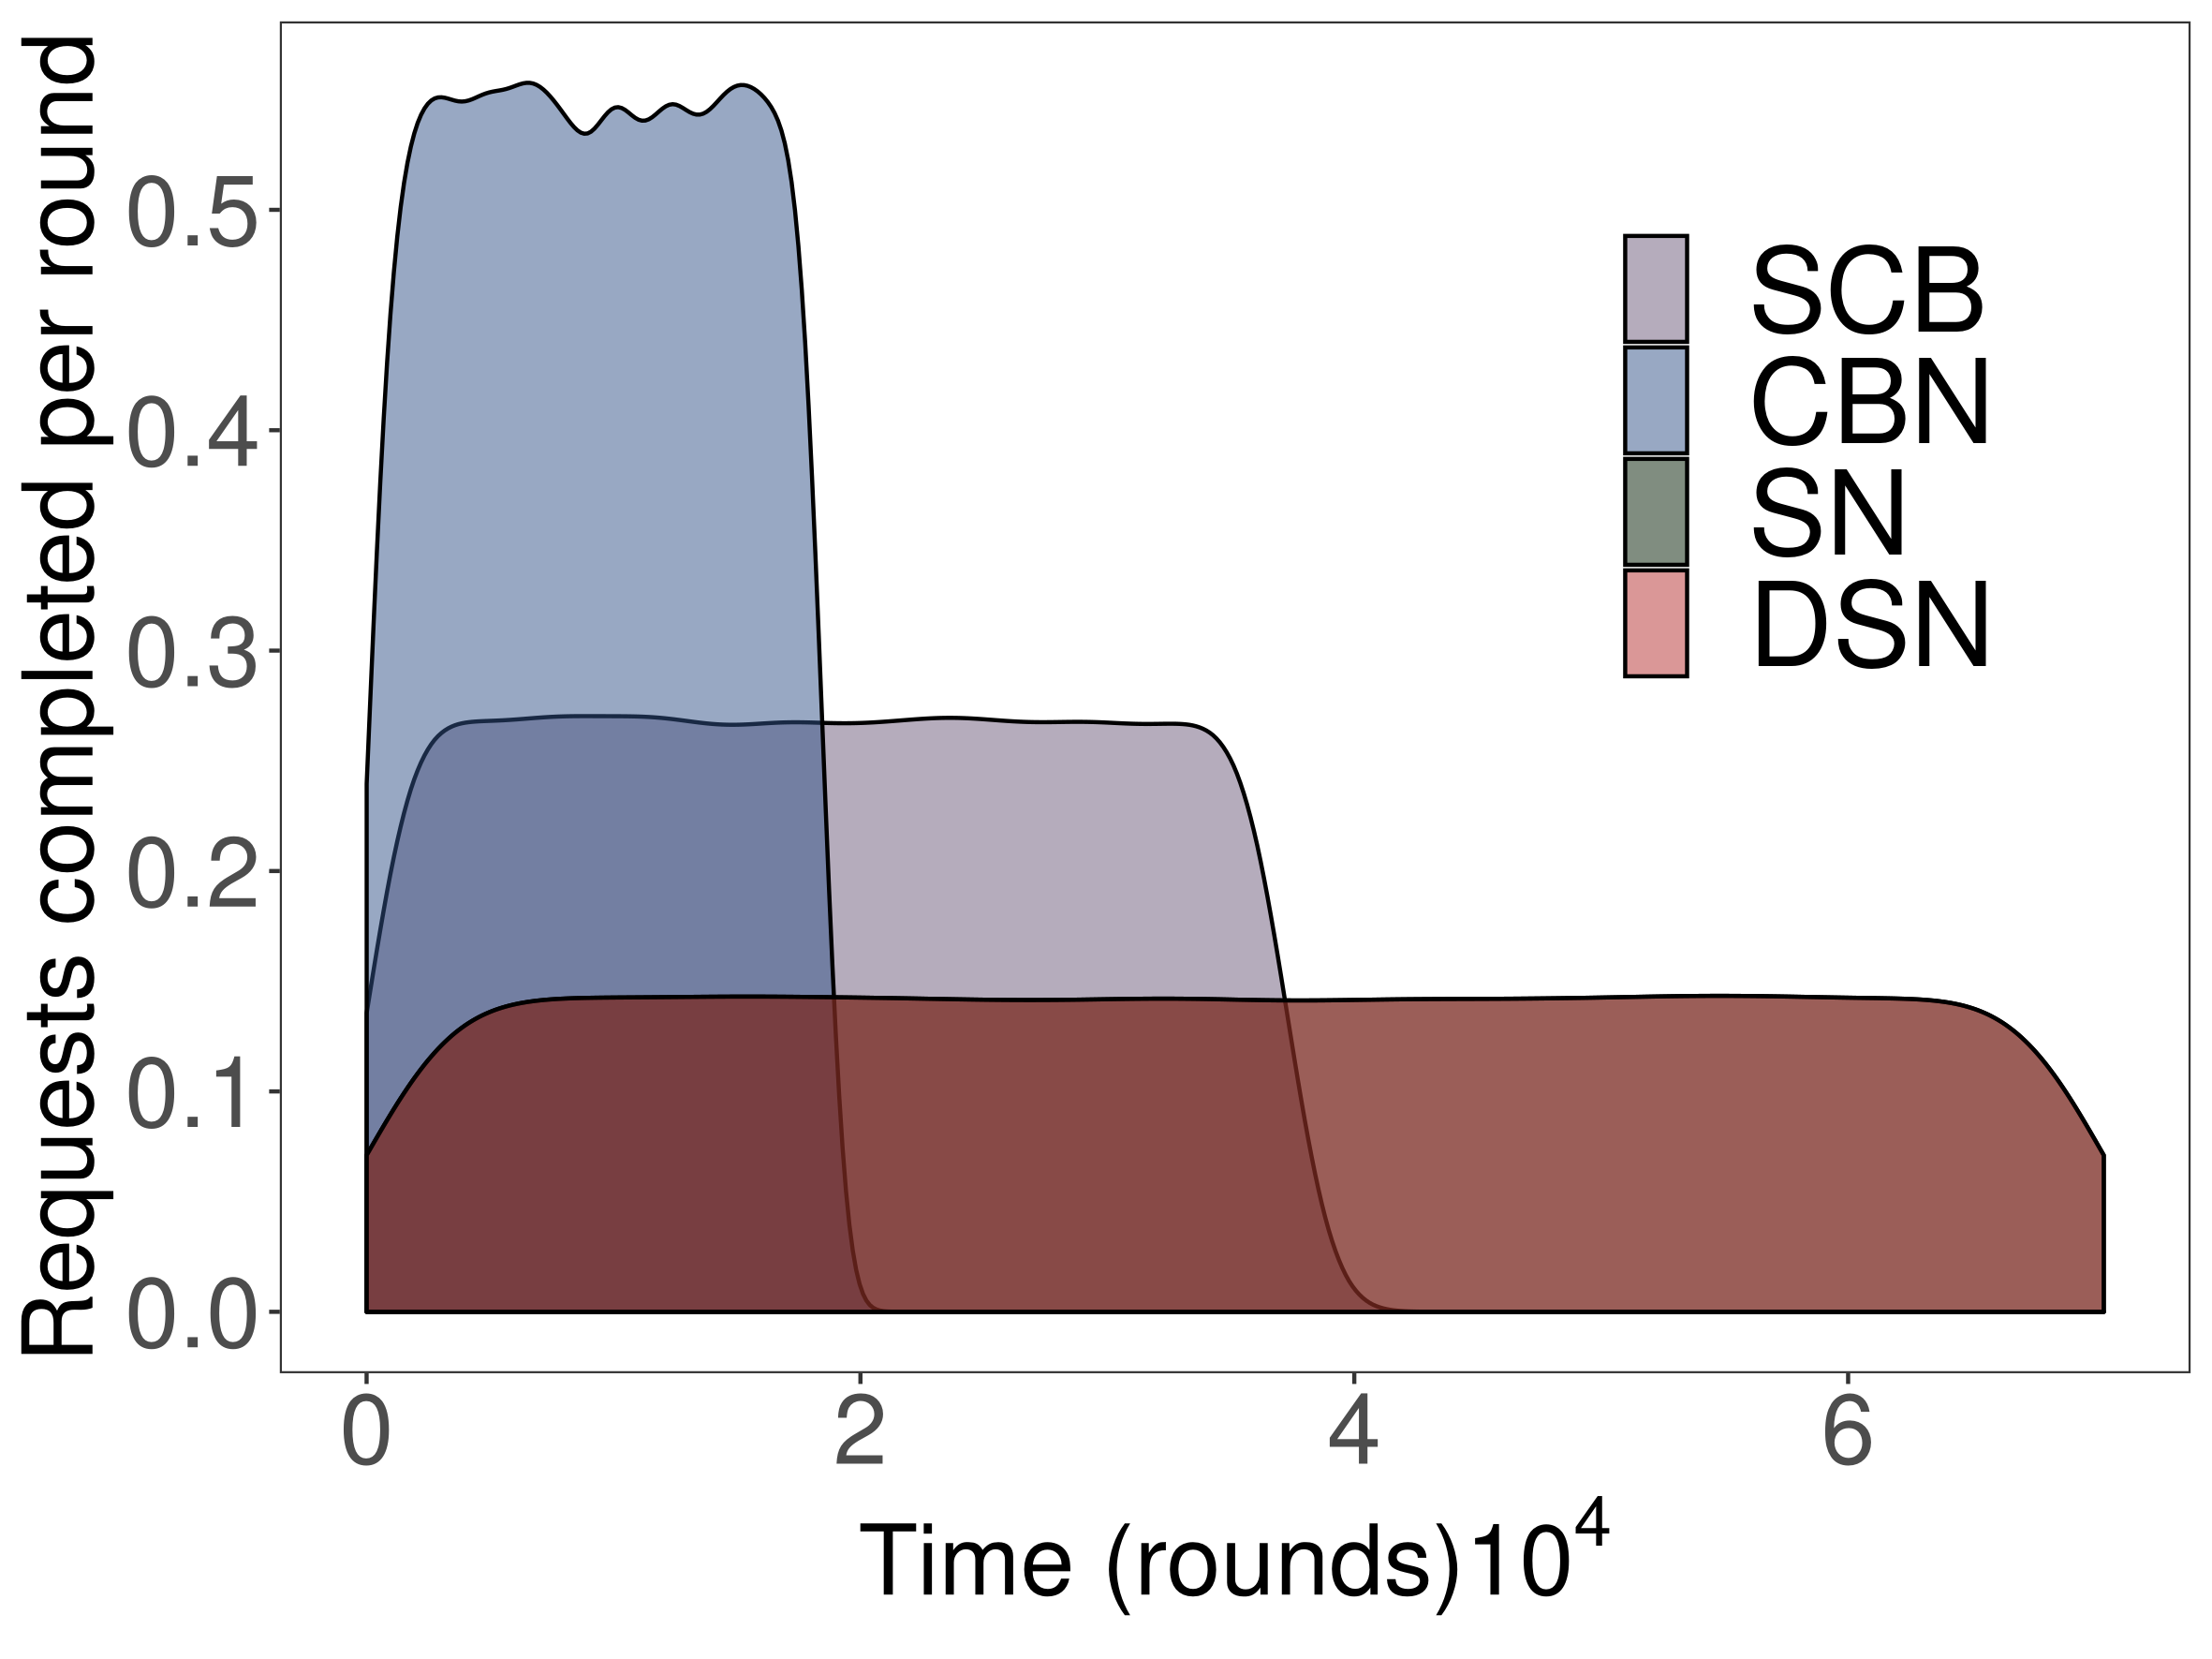 Requests completed per round
0.5
0.4
0.3
0.2
0.1
0.0
SCB
CBN
SN
DSN
0 2 4 6
Time (rounds)10⁴